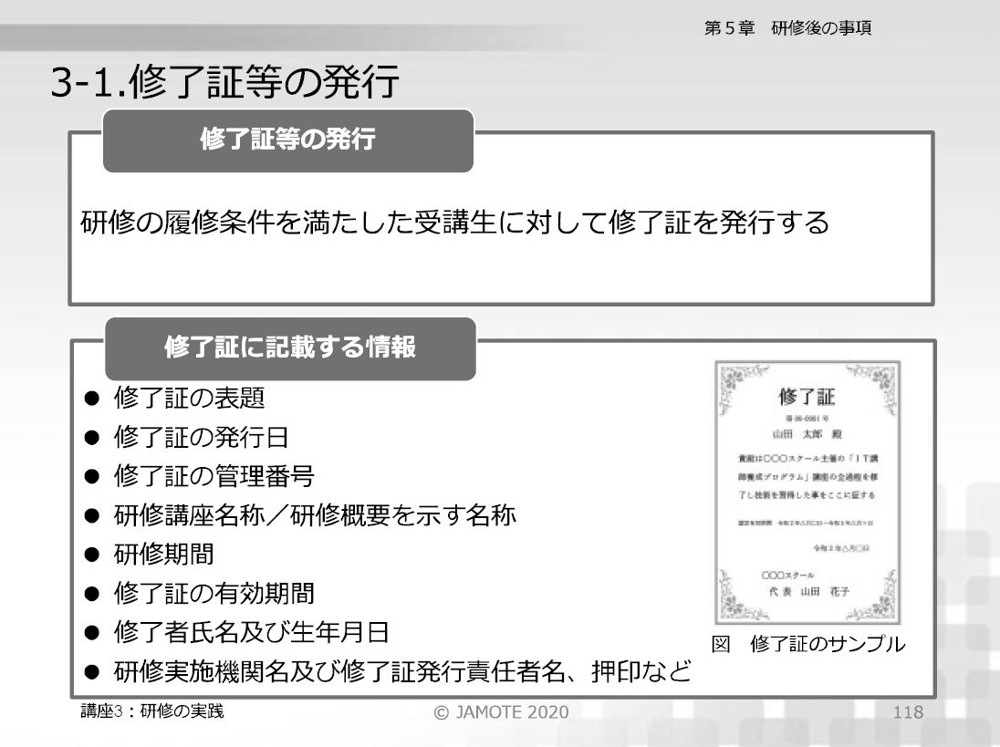 第５章　研修後の事項
3-1.修了証等の発行
修了証等の発行
研修の履修条件を満たした受講生に対して修了証を発行する
修了証に記載する情報
● 修了証の表題
● 修了証の発行日
● 修了証の管理番号
● 研修講座名称／研修概要を示す名称
● 研修期間
● 修了証の有効期間
● 修了者氏名及び生年月日
● 研修実施機関名及び修了証発行責任者名、押印など
修了証
第 06-0001 号
山田　太郎　殿
貴殿は〇〇〇スクール主催の「ＩＴ講
師養成プログラム」講座の全過程を修
了し技術を習得した事をここに証する
令和２年△月〇日
〇〇〇スクール
代 表　山田　花子
図　修了証のサンプル
講座3：研修の実践
© JAMOTE 2020
118